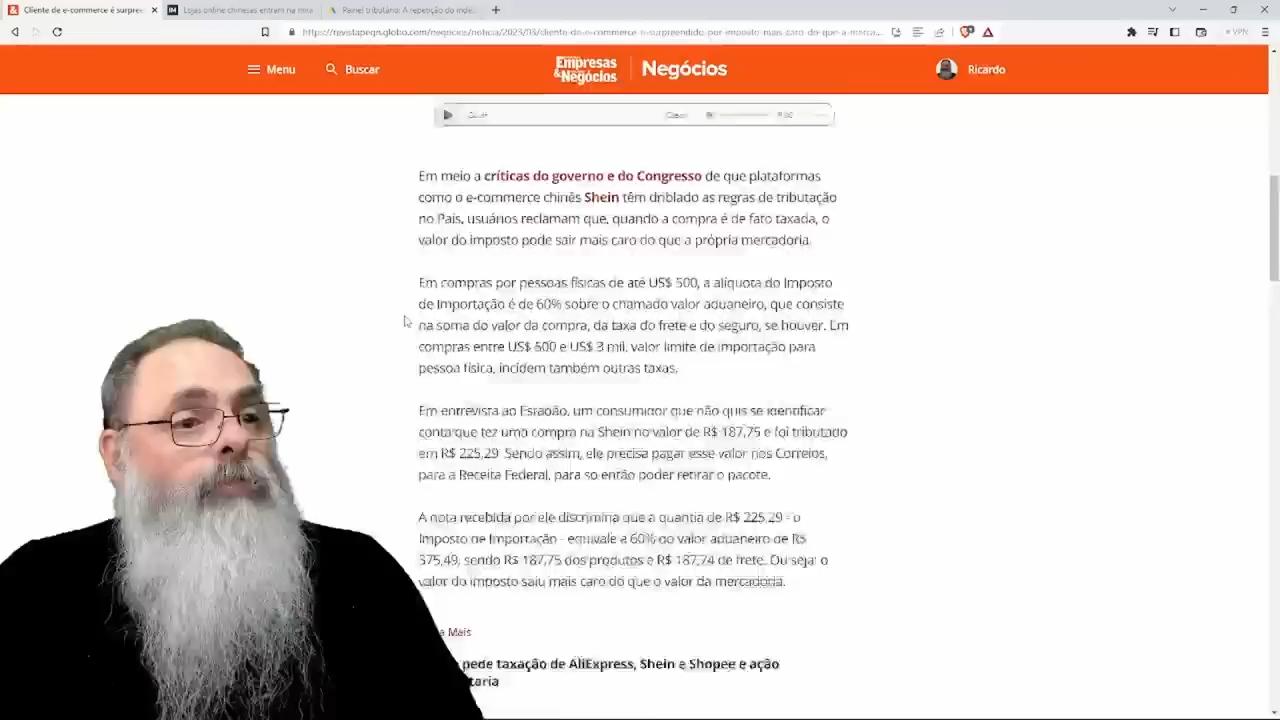 Cliente de e-commerce é surpree
Lojas online chinesas entram na mira
Painel tributário: A repetição do indé
https://revistapegn.globo.com/negocios/noticia/2023/03/cliente-de-e-commerce-e-surpreendido-por-imposto-mais-caro-do-que-a-merca...
VPN
Menu
Buscar
Empresas
& Negócios
Negócios
Ricardo
Em meio a críticas do governo e do Congresso de que plataformas
como o e-commerce chinês Shein têm driblado as regras de tributação
no País, usuários reclamam que, quando a compra é de fato taxada, o
valor do imposto pode sair mais caro do que a própria mercadoria.
Em compras por pessoas físicas de até US$ 500, a alíquota do Imposto
de Importação é de 60% sobre o chamado valor aduaneiro, que consiste
na soma do valor da compra, da taxa do frete e do seguro, se houver. Em
compras entre US$ 500 e US$ 3 mil, valor limite de importação para
pessoa física, incidem também outras taxas.
Em entrevista ao Estadão, um consumidor que não quis se identificar
conta que fez uma compra na Shein no valor de R$ 187,75 e foi tributado
em R$ 225,29. Sendo assim, ele precisa pagar esse valor nos Correios,
para a Receita Federal, para só então poder retirar o pacote.
A nota recebida por ele discrimina que a quantia de R$ 225,29 - o
Imposto de Importação - equivale a 60% do valor aduaneiro de R$
375,49, sendo R$ 187,75 dos produtos e R$ 187,74 de frete. Ou seja: o
valor do imposto saiu mais caro do que o valor da mercadoria.
a Mais
pede taxação de AliExpress, Shein e Shopee e ação